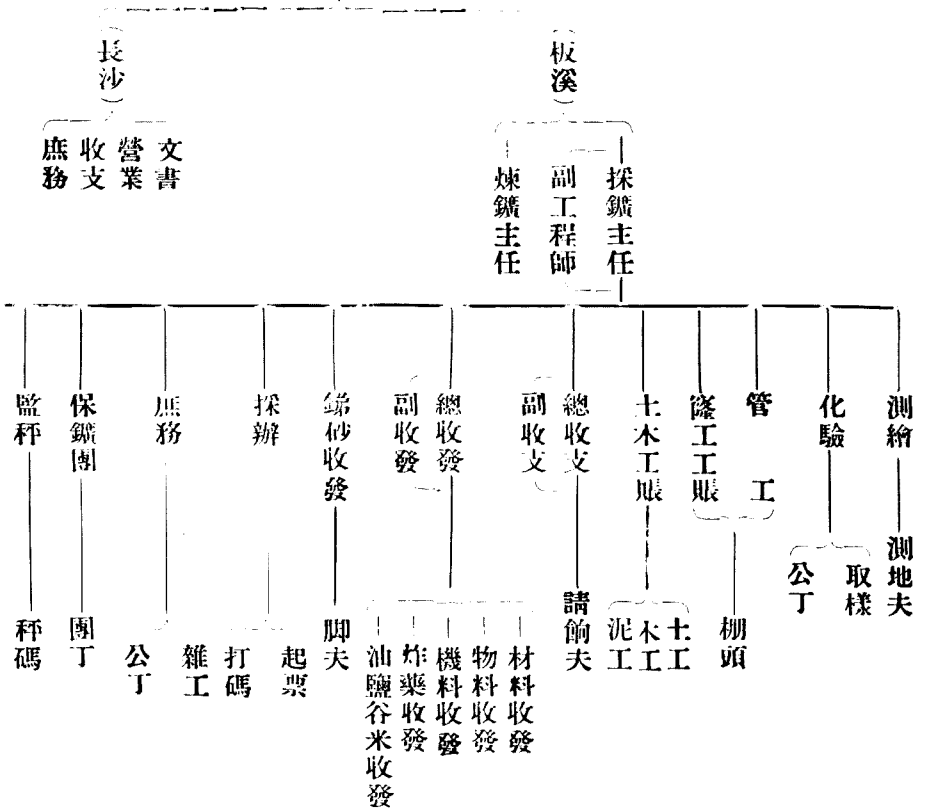 （板溪）
採鑛主任
副工程師
煉鑛主任
（長沙）
文書
營業
收支
庶務
測繪
測地夫
化驗
取樣
公丁
管工
窿工工賬
棚頭
土木工賬
土工
木工
泥工
總收支
副收支
請餉夫
總收發
副收發
材料收發
物料收發
機料收發
炸藥收發
油鹽谷米收發
銻砂收發
脚夫
採辦
起票
打碼
庶務
雜工
公丁
保鑛團
團丁
監秤
秤碼